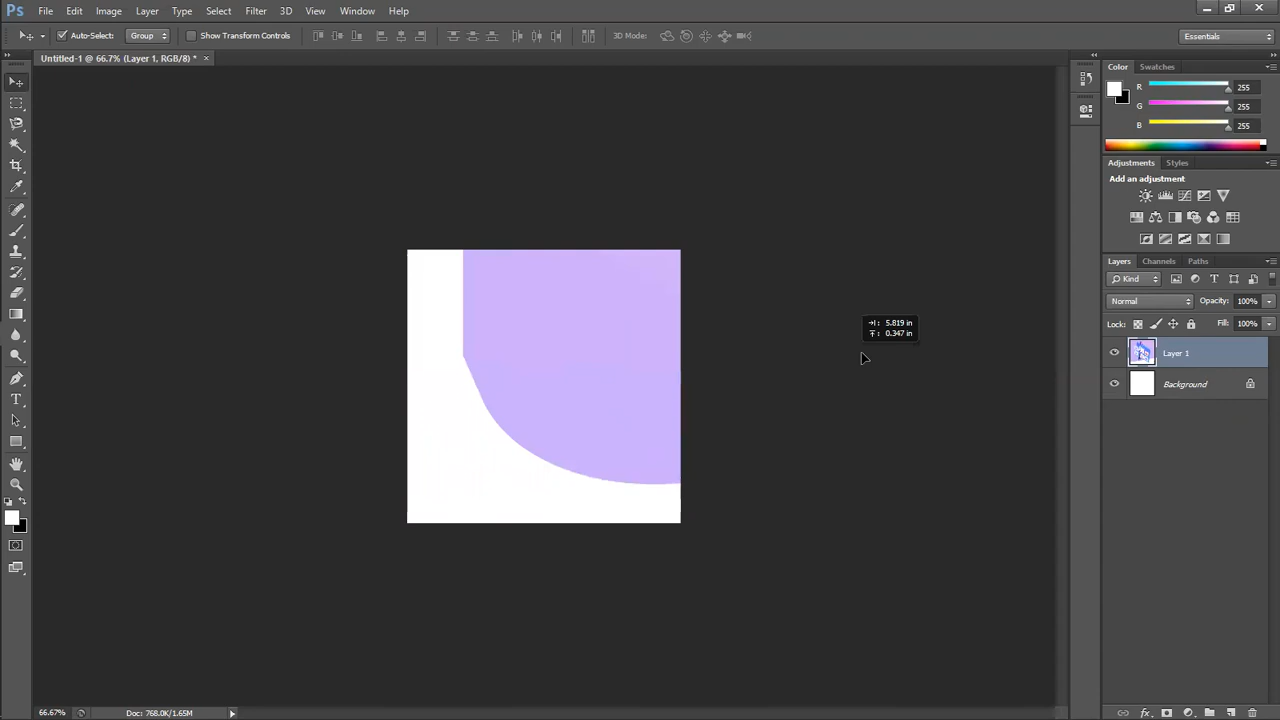 Ps File Edit Image Layer Type Select Filter 3D View Window Help
Auto-Select: Group Show Transform Controls 3D Mode: Essentials
Untitled-1 @ 66.7% (Layer 1, RGB/8) * ×
Color Swatches
R 255
G 255
B 255
Adjustments Styles
Add an adjustment
Layers Channels Paths
Kind
Normal Opacity: 100%
Lock: Fill: 100%
Layer 1
Background
5.819 in
0.347 in
66.67% Doc: 768.0K/1.65M